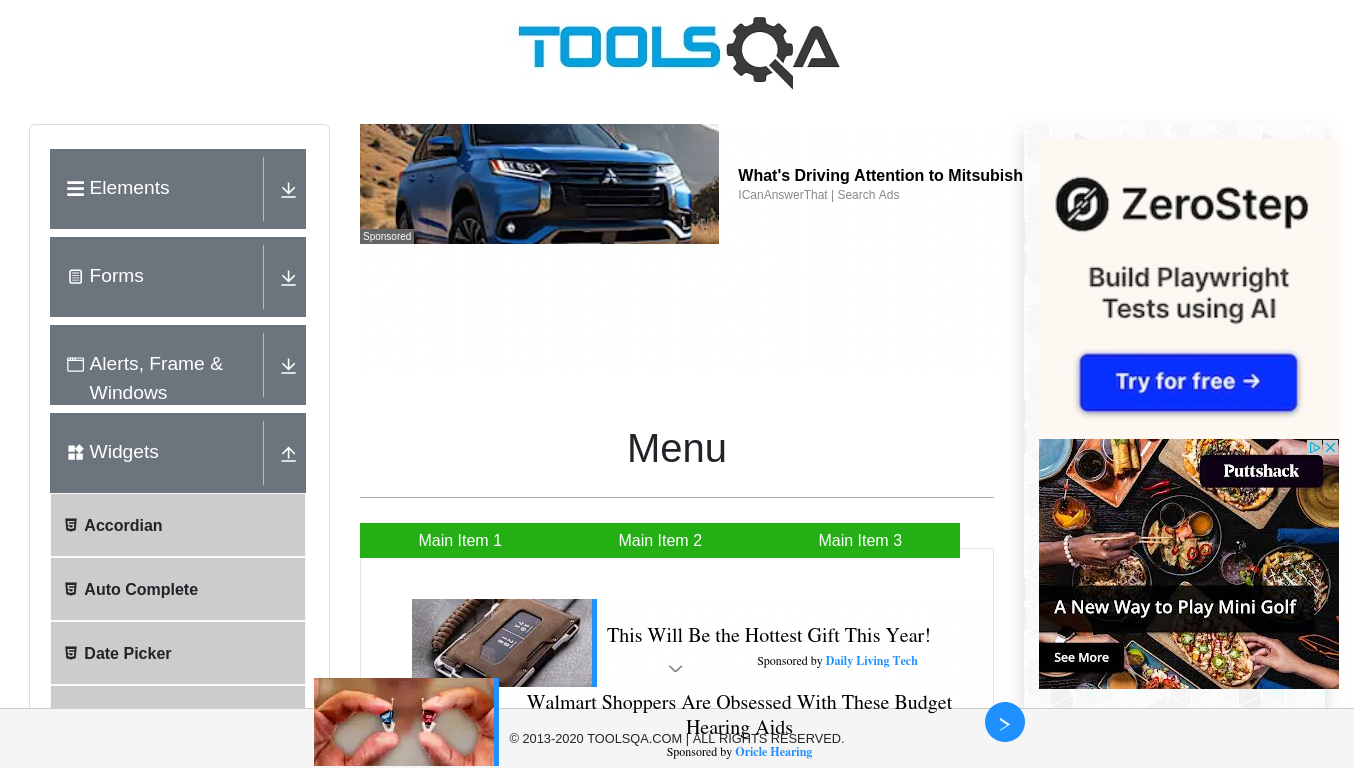 TOOLSQA
Elements
Forms
Alerts, Frame &
Windows
Widgets
Accordian
Auto Complete
Date Picker
Sponsored
What's Driving Attention to Mitsubish
ICanAnswerThat | Search Ads
Menu
Main Item 1
Main Item 2
Main Item 3
This Will Be the Hottest Gift This Year!
Sponsored by Daily Living Tech
Walmart Shoppers Are Obsessed With These Budget
Hearing Aids
Sponsored by Oricle Hearing
© 2013-2020 TOOLSQA.COM | ALL RIGHTS RESERVED.
ZeroStep
Build Playwright
Tests using AI
Try for free →
Puttshack
A New Way to Play Mini Golf
See More